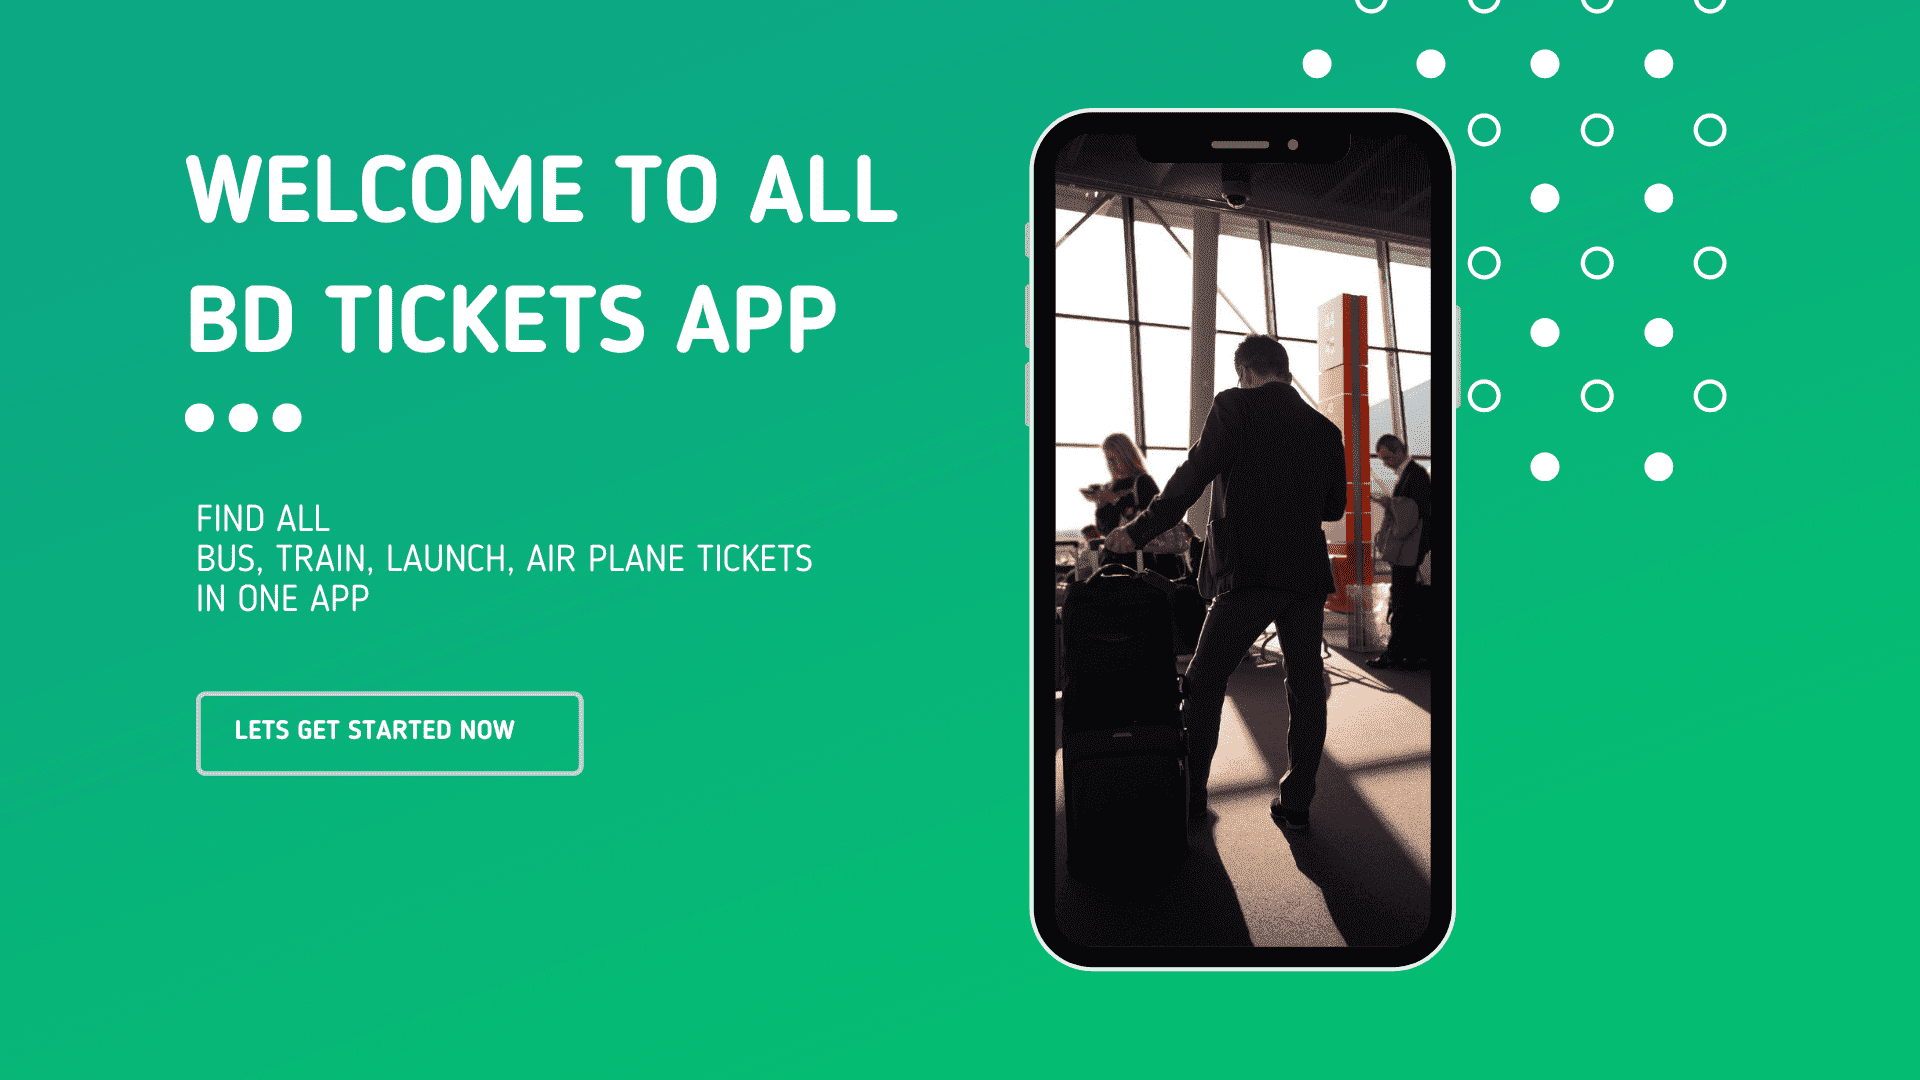 WELCOME TO ALL
BD TICKETS APP
FIND ALL
BUS, TRAIN, LAUNCH, AIR PLANE TICKETS
IN ONE APP
LETS GET STARTED NOW